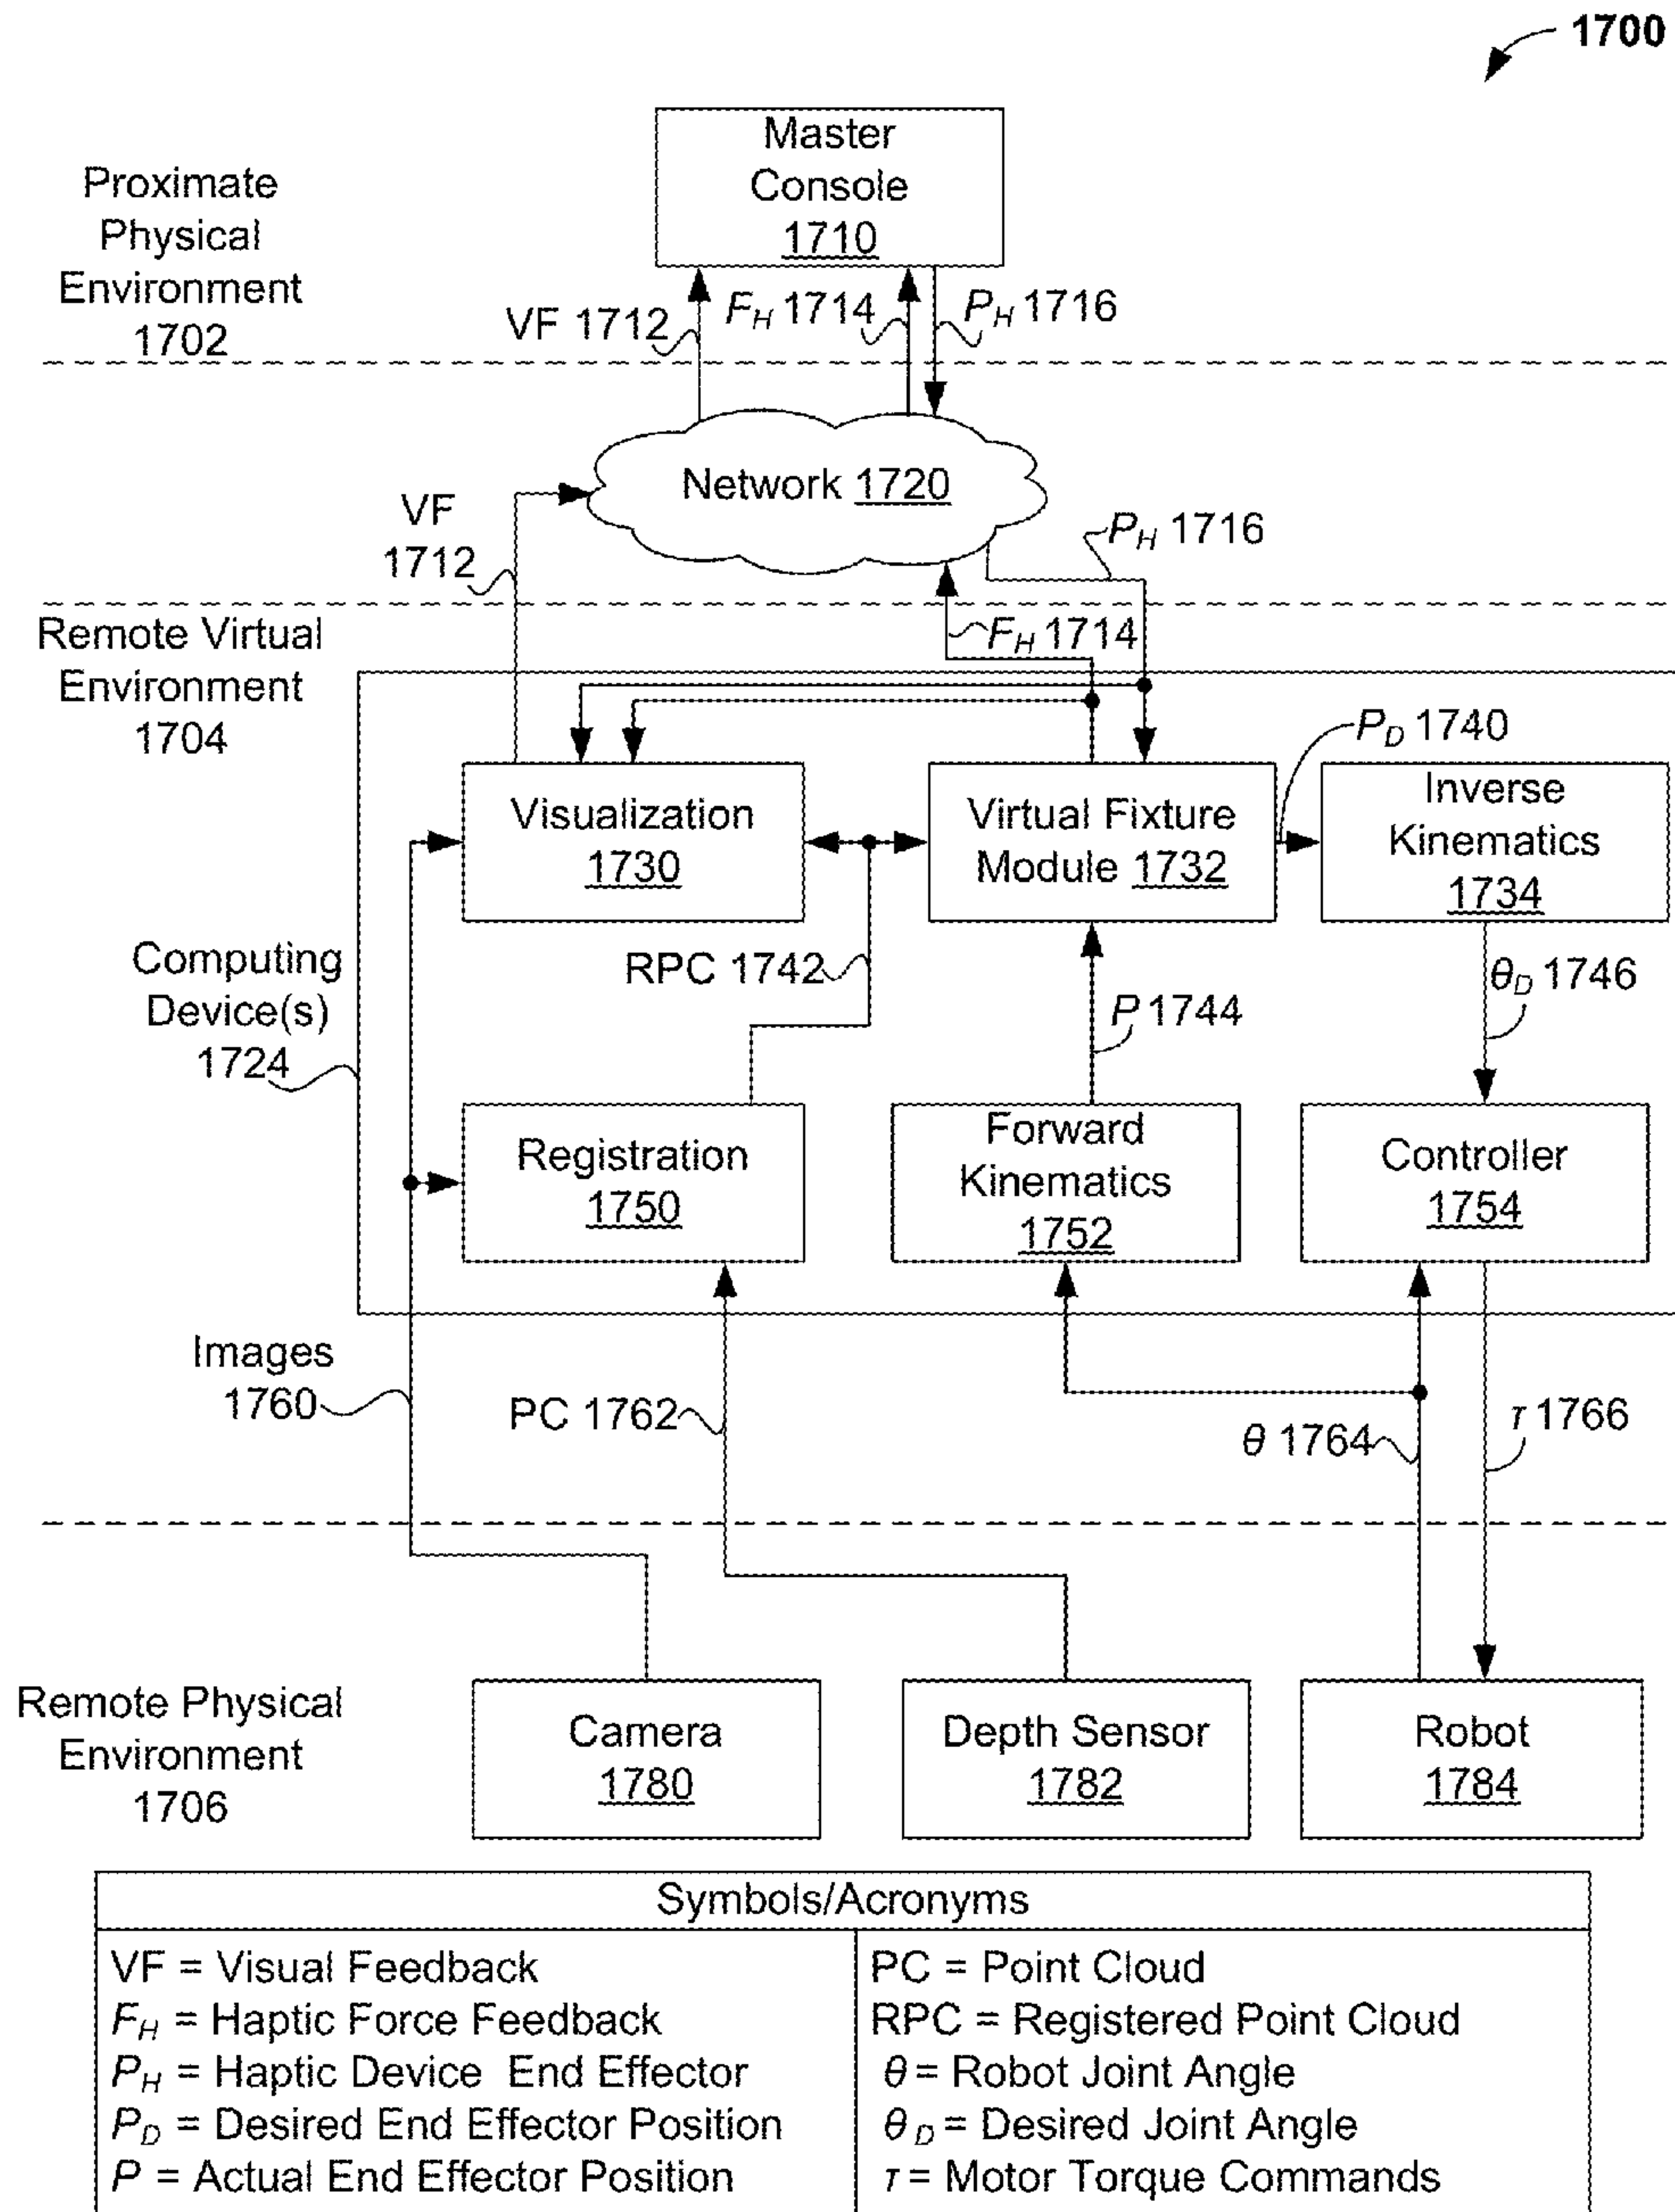 1700
Master
Console
1710
Proximate
Physical
Environment
1702
VF 1712
F_H 1714
P_H 1716
Network 1720
VF
1712
P_H 1716
F_H 1714
Remote Virtual
Environment
1704
P_D 1740
Visualization
1730
Virtual Fixture
Module 1732
Inverse
Kinematics
1734
Computing
Device(s)
1724
RPC 1742
P 1744
θ_D 1746
Registration
1750
Forward
Kinematics
1752
Controller
1754
Images
1760
PC 1762
θ 1764
τ 1766
Remote Physical
Environment
1706
Camera
1780
Depth Sensor
1782
Robot
1784
Symbols/Acronyms
VF = Visual Feedback
F_H = Haptic Force Feedback
P_H = Haptic Device End Effector
P_D = Desired End Effector Position
P = Actual End Effector Position
PC = Point Cloud
RPC = Registered Point Cloud
θ = Robot Joint Angle
θ_D = Desired Joint Angle
τ = Motor Torque Commands